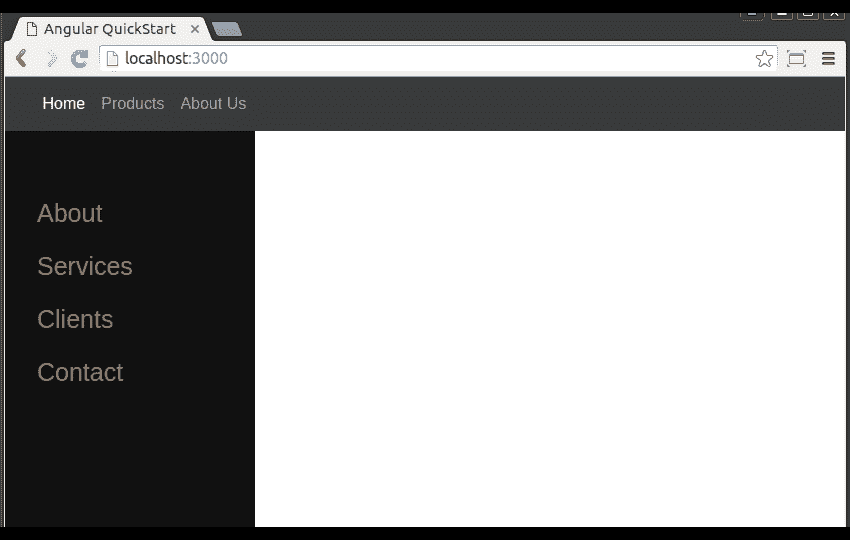 Angular QuickStart
localhost:3000
Home Products About Us
About
Services
Clients
Contact